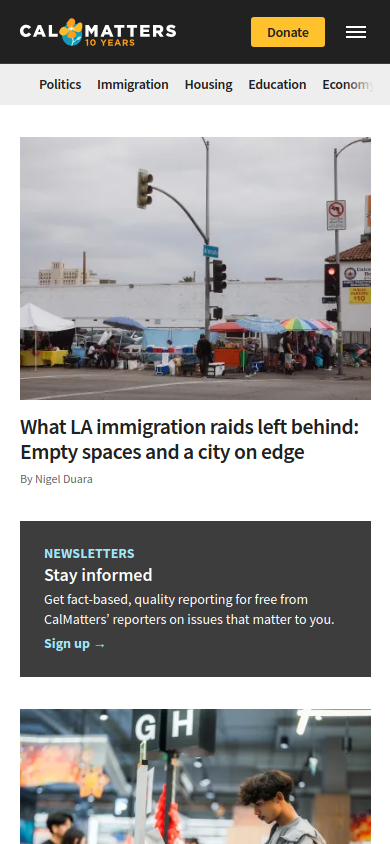 CALMATTERS
10 YEARS
Donate
Politics Immigration Housing Education Economy
What LA immigration raids left behind:
Empty spaces and a city on edge
By Nigel Duara
NEWSLETTERS
Stay informed
Get fact-based, quality reporting for free from
CalMatters’ reporters on issues that matter to you.
Sign up →
G H